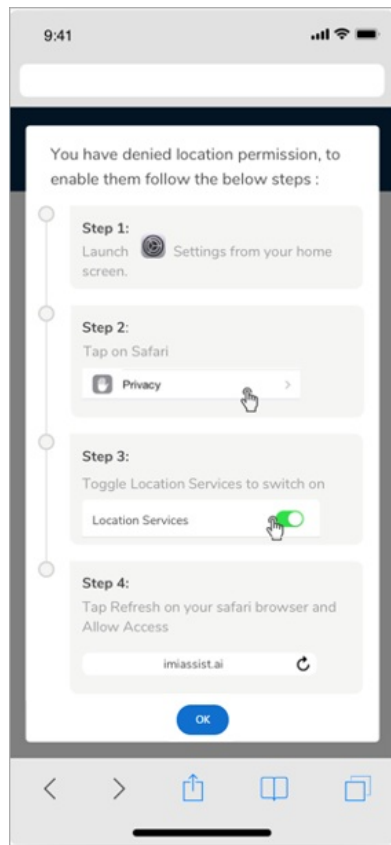 9:41
You have denied location permission, to
enable them follow the below steps :
Step 1:
Launch Settings from your home
screen.
Step 2:
Tap on Safari
Privacy
Step 3:
Toggle Location Services to switch on
Location Services
Step 4:
Tap Refresh on your safari browser and
Allow Access
imiassist.ai
OK